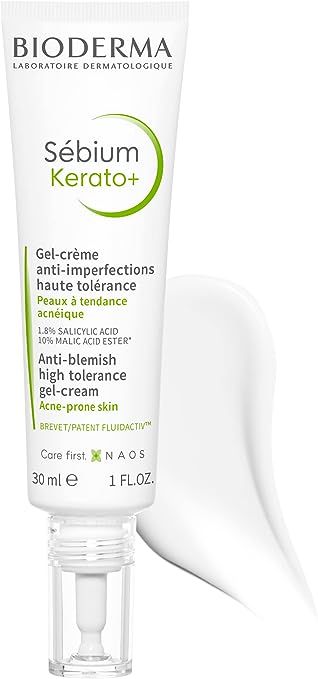 BIODERMA
LABORATOIRE DERMATOLOGIQUE
Sébium
Kerato+
Gel-crème
anti-imperfections
haute tolérance
Peaux à tendance
acnéique
1.8% SALICYLIC ACID
10% MALIC ACID ESTER*
Anti-blemish
high tolerance
gel-cream
Acne-prone skin
BREVET/PATENT FLUIDACTIV™
Care first. NAOS
30 ml e 1 FL.OZ.